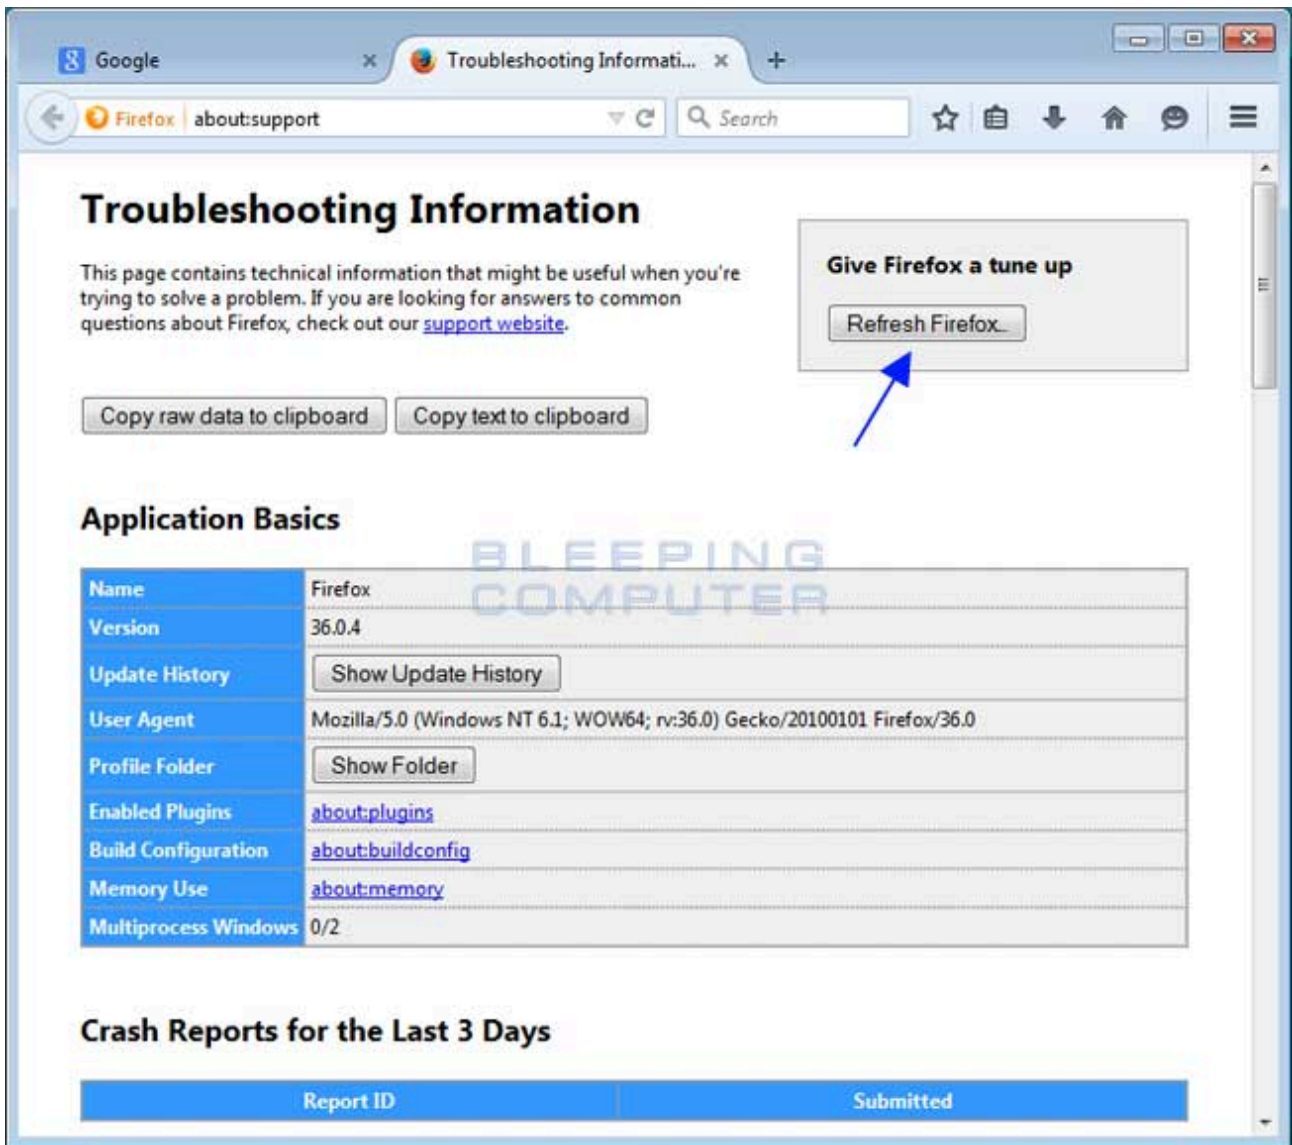 Google
Troubleshooting Informati...
Firefox about:support
Search
Troubleshooting Information
This page contains technical information that might be useful when you're
trying to solve a problem. If you are looking for answers to common
questions about Firefox, check out our support website.
Give Firefox a tune up
Refresh Firefox...
Copy raw data to clipboard Copy text to clipboard
Application Basics
BLEEPING
COMPUTER
Name Firefox
Version 36.0.4
Update History Show Update History
User Agent Mozilla/5.0 (Windows NT 6.1; WOW64; rv:36.0) Gecko/20100101 Firefox/36.0
Profile Folder Show Folder
Enabled Plugins about:plugins
Build Configuration about:buildconfig
Memory Use about:memory
Multiprocess Windows 0/2
Crash Reports for the Last 3 Days
Report ID Submitted